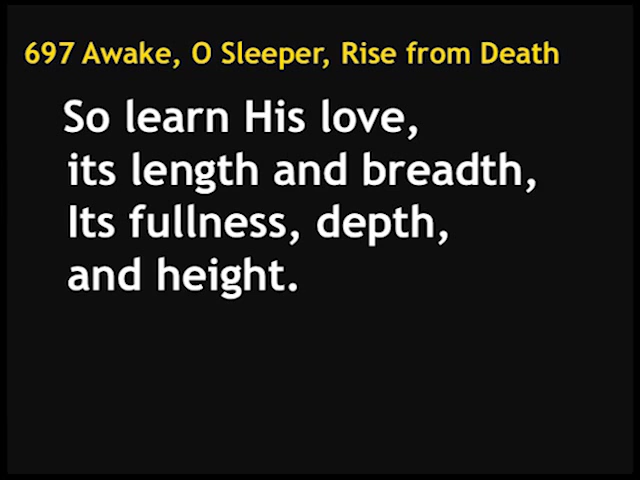 697 Awake, O Sleeper, Rise from Death
So learn His love,
its length and breadth,
Its fullness, depth,
and height.